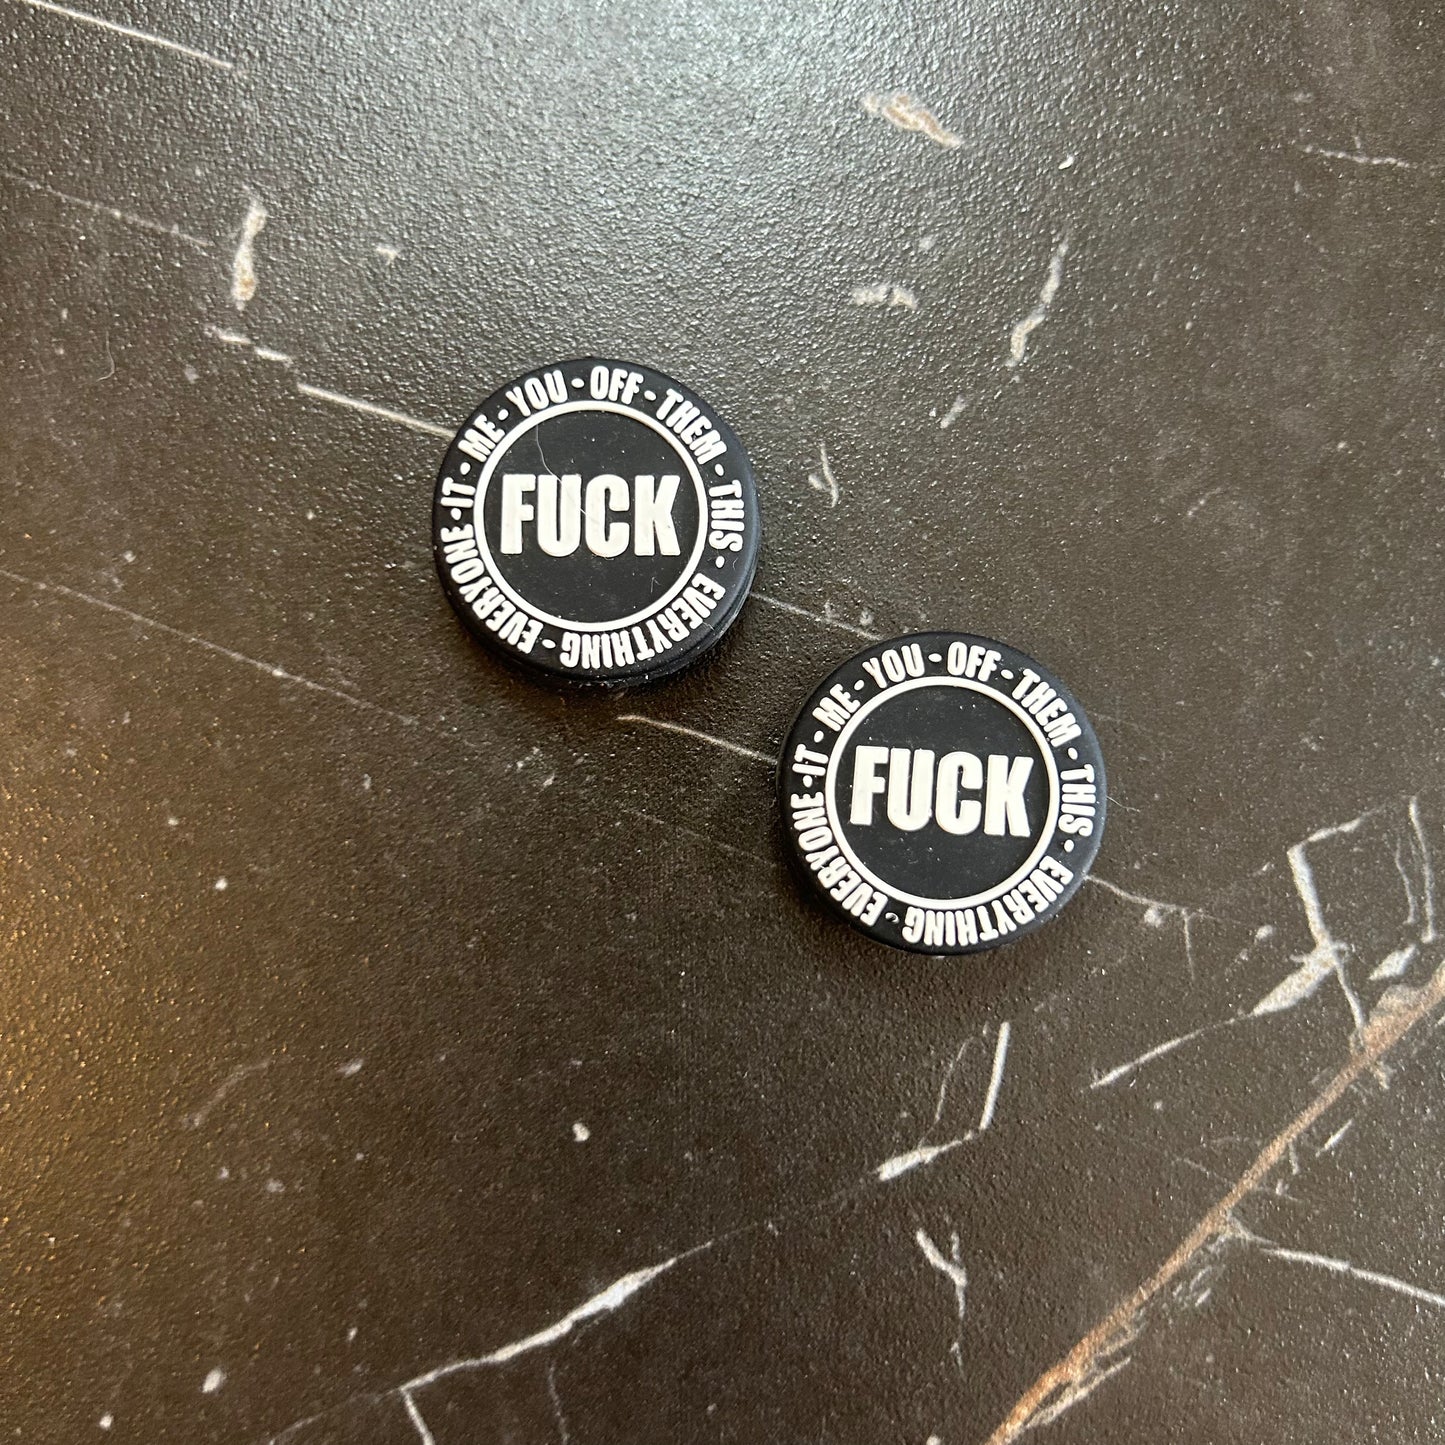 FUCK
IT · ME · YOU · OFF · THEM · THIS · EVERYTHING · EVERYONE ·
FUCK
IT · ME · YOU · OFF · THEM · THIS · EVERYTHING · EVERYONE ·